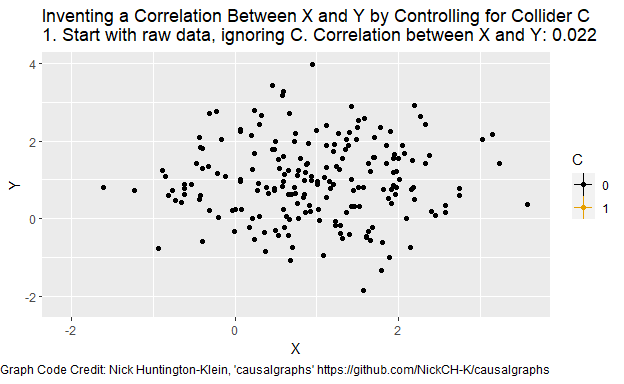 Inventing a Correlation Between X and Y by Controlling for Collider C
1. Start with raw data, ignoring C. Correlation between X and Y: 0.022
4
2
0
-2
Y
-2
0
2
X
C
0
1
Graph Code Credit: Nick Huntington-Klein, 'causalgraphs' https://github.com/NickCH-K/causalgraphs